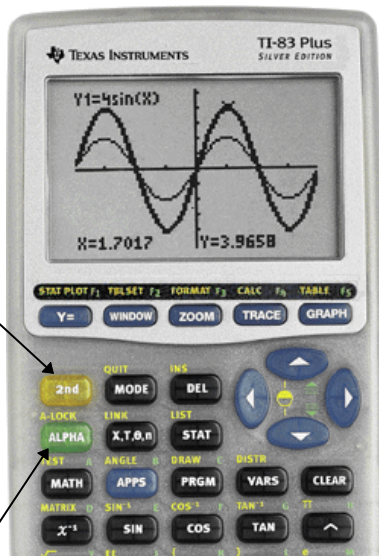 TEXAS INSTRUMENTS
TI-83 Plus
SILVER EDITION
Y1=4sin(X)
X=1.7017 Y=3.9658
STAT PLOT F1 TBLSET F2 FORMAT F3 CALC F4 TABLE F5
Y= WINDOW ZOOM TRACE GRAPH
QUIT INS
2nd MODE DEL
A-LOCK LINK LIST
ALPHA X,T,θ,n STAT
TEST A ANGLE B DRAW C DISTR
MATH APPS PRGM VARS CLEAR
MATRIX D SIN⁻¹ E COS⁻¹ F TAN⁻¹ G π H
x⁻¹ SIN COS TAN ^